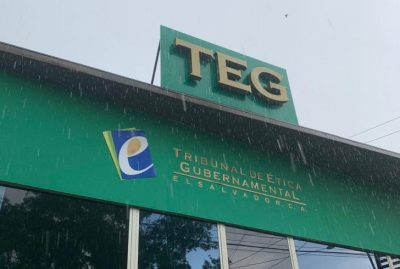 TEG
e
TRIBUNAL DE ÉTICA
GUBERNAMENTAL
EL SALVADOR, C.A.